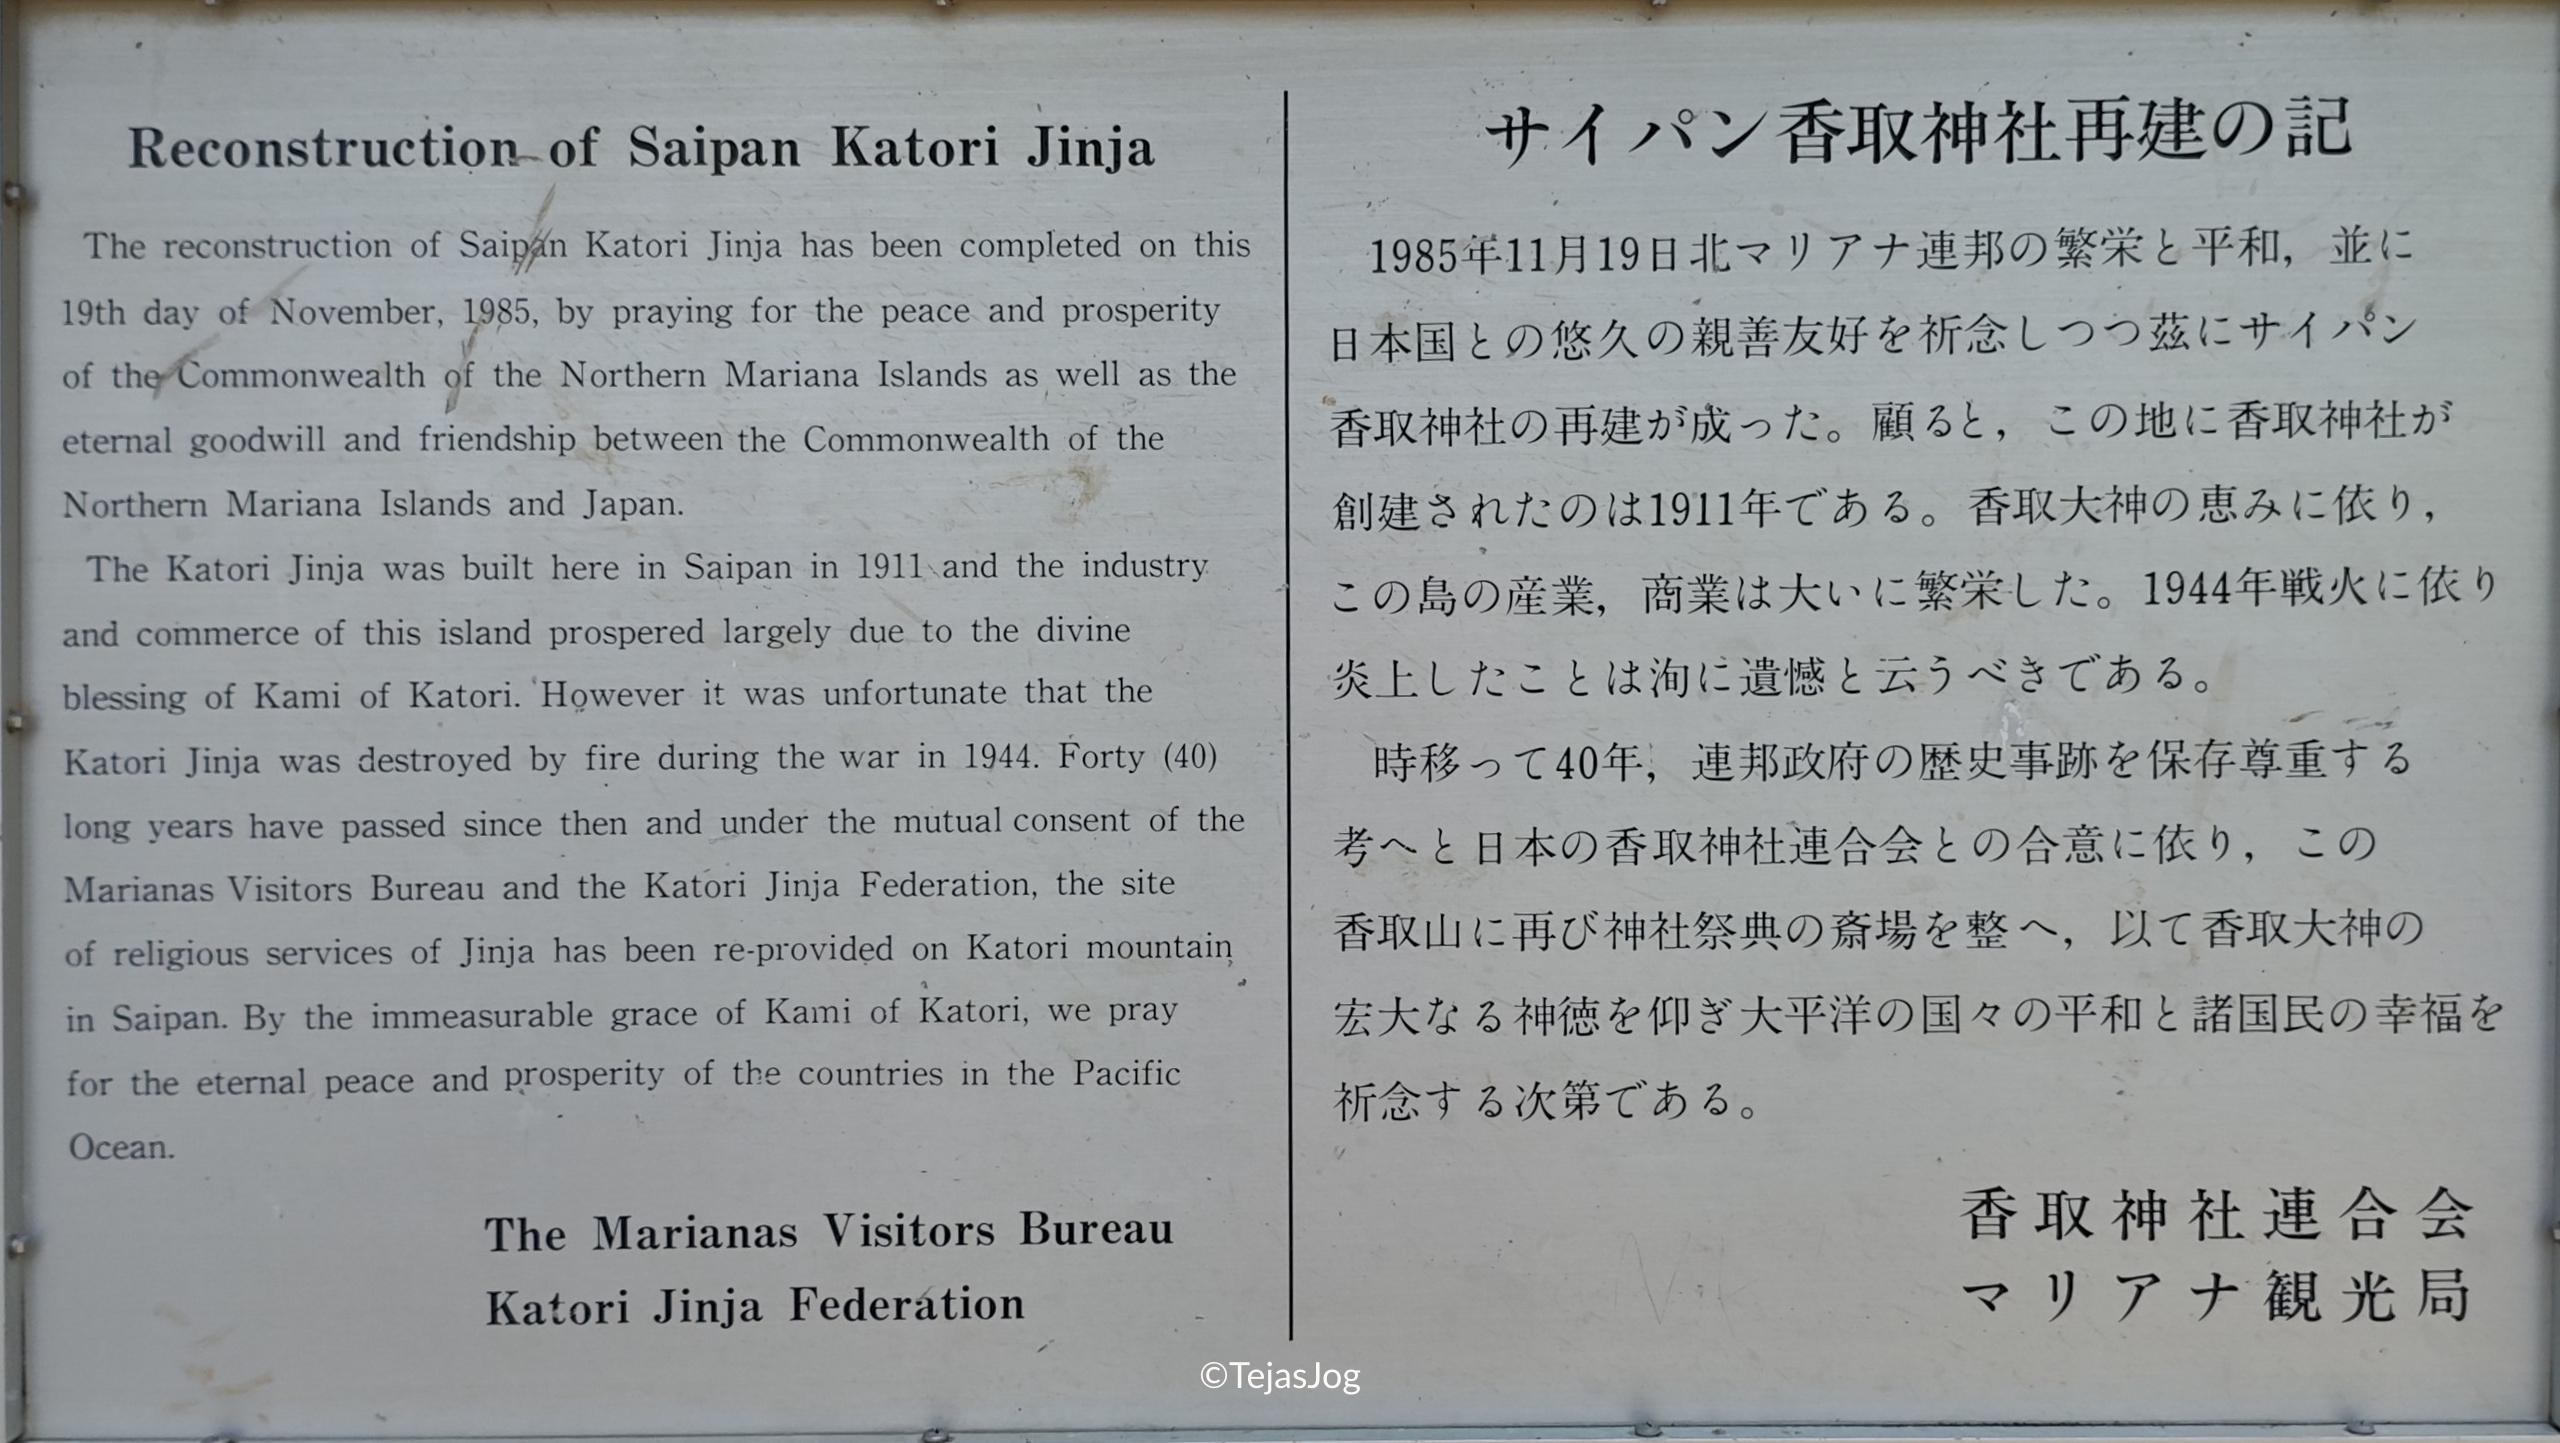 Reconstruction of Saipan Katori Jinja
The reconstruction of Saipan Katori Jinja has been completed on this
19th day of November, 1985, by praying for the peace and prosperity
of the Commonwealth of the Northern Mariana Islands as well as the
eternal goodwill and friendship between the Commonwealth of the
Northern Mariana Islands and Japan.
The Katori Jinja was built here in Saipan in 1911 and the industry
and commerce of this island prospered largely due to the divine
blessing of Kami of Katori. However it was unfortunate that the
Katori Jinja was destroyed by fire during the war in 1944. Forty (40)
long years have passed since then and under the mutual consent of the
Marianas Visitors Bureau and the Katori Jinja Federation, the site
of religious services of Jinja has been re-provided on Katori mountain
in Saipan. By the immeasurable grace of Kami of Katori, we pray
for the eternal peace and prosperity of the countries in the Pacific
Ocean.
The Marianas Visitors Bureau
Katori Jinja Federation
サイパン香取神社再建の記
1985年11月19日北マリアナ連邦の繁栄と平和，並に
日本国との悠久の親善友好を祈念しつつ茲にサイパン
香取神社の再建が成った。顧ると，この地に香取神社が
創建されたのは1911年である。香取大神の恵みに依り，
この島の産業，商業は大いに繁栄した。1944年戦火に依り
炎上したことは洵に遺憾と云うべきである。
時移って40年，連邦政府の歴史事跡を保存尊重する
考へと日本の香取神社連合会との合意に依り，この
香取山に再び神社祭典の斎場を整へ，以て香取大神の
宏大なる神徳を仰ぎ大平洋の国々の平和と諸国民の幸福を
祈念する次第である。
香取神社連合会
マリアナ観光局
©TejasJog